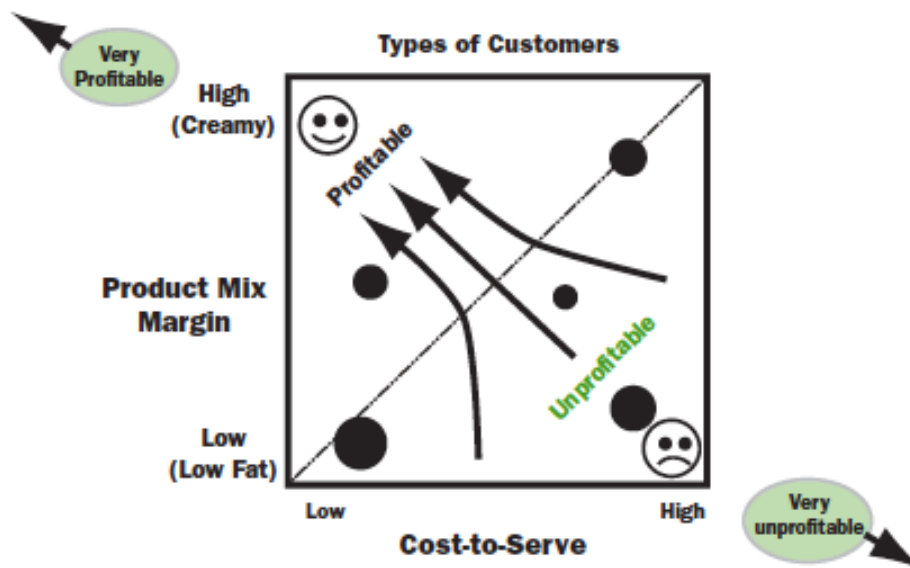 Very
Profitable
Types of Customers
High
(Creamy)
Profitable
Product Mix
Margin
Unprofitable
Low
(Low Fat)
Low
High
Cost-to-Serve
Very
unprofitable